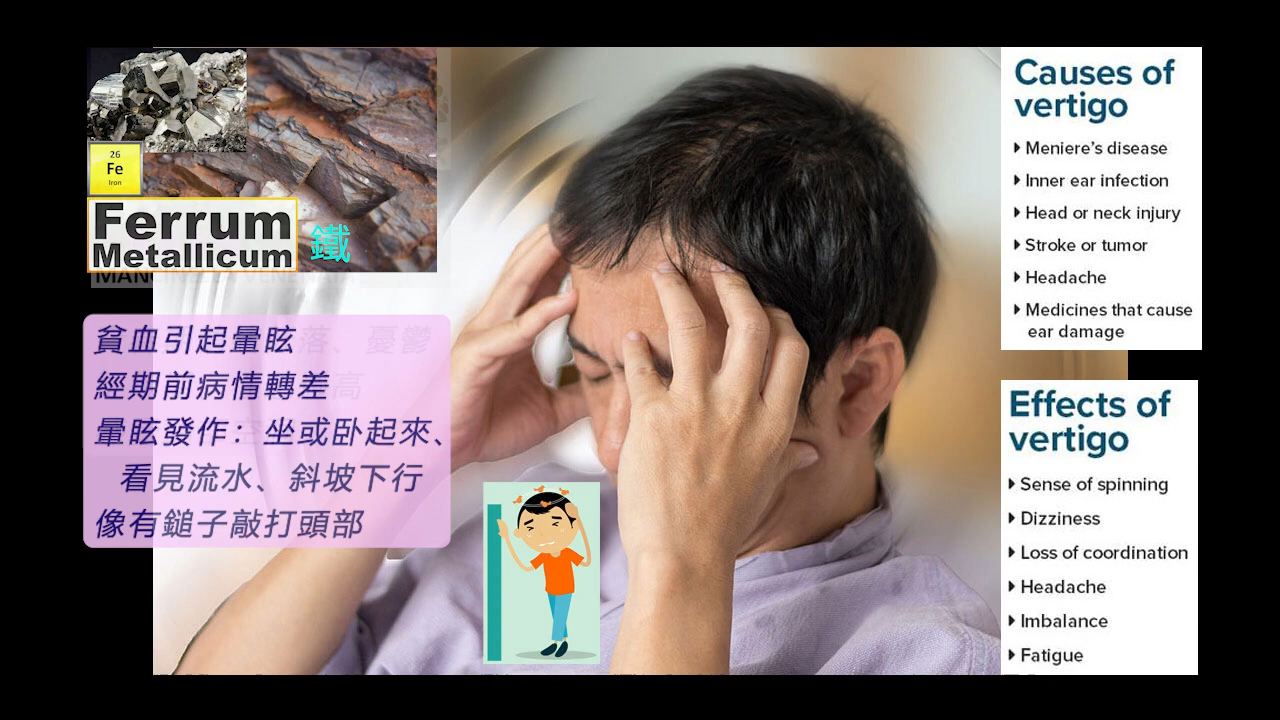 26
Fe
Iron
Ferrum
Metallicum
鐵
貧血引起暈眩
經期前病情轉差
暈眩發作：坐或卧起來、
看見流水、斜坡下行
像有鎚子敲打頭部
Causes of
vertigo
Meniere's disease
Inner ear infection
Head or neck injury
Stroke or tumor
Headache
Medicines that cause
ear damage
Effects of
vertigo
Sense of spinning
Dizziness
Loss of coordination
Headache
Imbalance
Fatigue